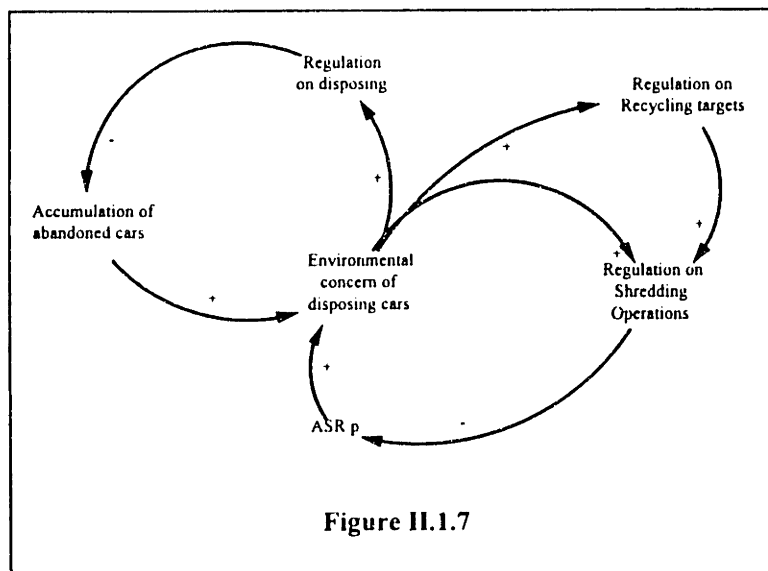 Regulation
on disposing
Regulation on
Recycling targets
-
+
+
Accumulation of
abandoned cars
+
+
Environmental
concern of
disposing cars
Regulation on
Shredding
Operations
+
+
ASR p
-
Figure II.1.7